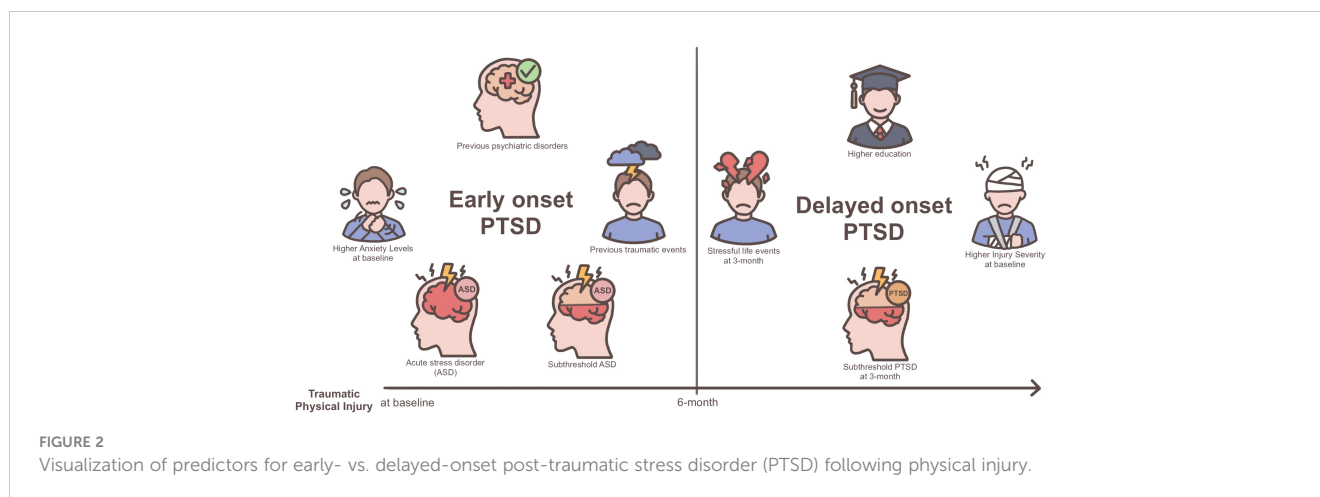 Previous psychiatric disorders
Higher Anxiety Levels
at baseline
Early onset
PTSD
Previous traumatic events
ASD
Acute stress disorder
(ASD)
ASD
Subthreshold ASD
Higher education
Stressful life events
at 3-month
Delayed onset
PTSD
Higher Injury Severity
at baseline
PTSD
Subthreshold PTSD
at 3-month
Traumatic
Physical Injury
at baseline
6-month
FIGURE 2
Visualization of predictors for early- vs. delayed-onset post-traumatic stress disorder (PTSD) following physical injury.